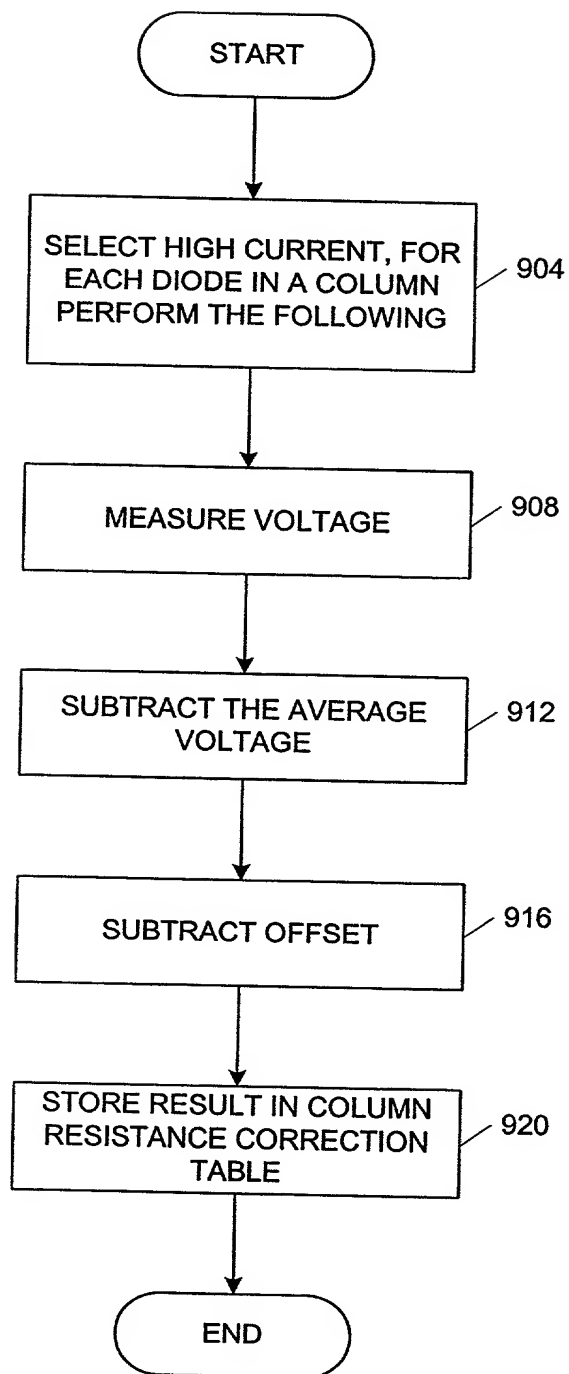 START
SELECT HIGH CURRENT, FOR
EACH DIODE IN A COLUMN
PERFORM THE FOLLOWING
904
MEASURE VOLTAGE
908
SUBTRACT THE AVERAGE
VOLTAGE
912
SUBTRACT OFFSET
916
STORE RESULT IN COLUMN
RESISTANCE CORRECTION
TABLE
920
END